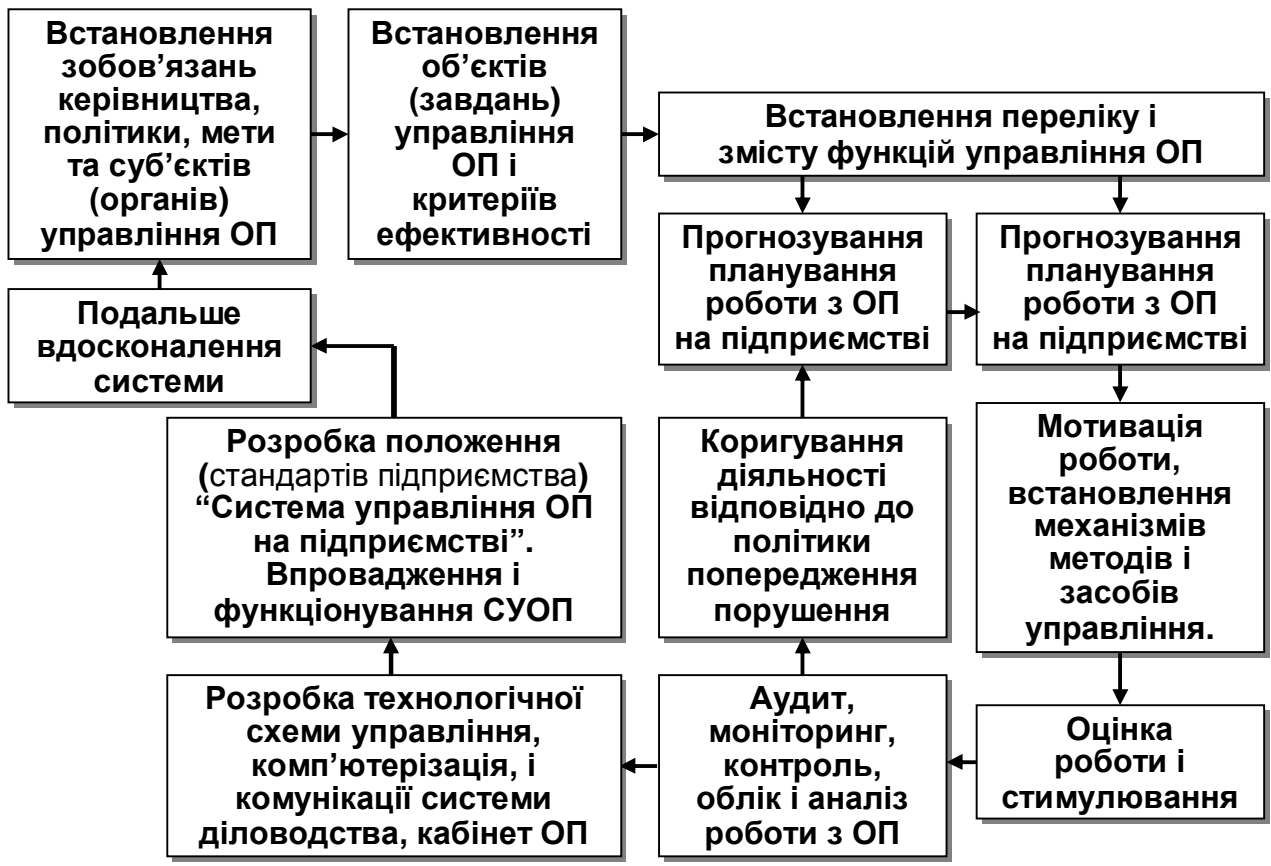 Встановлення
зобов’язань
керівництва,
політики, мети
та суб’єктів
(органів)
управління ОП
Встановлення
об’єктів
(завдань)
управління
ОП і
критеріїв
ефективності
Встановлення переліку і
змісту функцій управління ОП
Прогнозування
планування
роботи з ОП
на підприємстві
Прогнозування
планування
роботи з ОП
на підприємстві
Подальше
вдосконалення
системи
Розробка положення
(стандартів підприємства)
“Система управління ОП
на підприємстві”.
Впровадження і
функціонування СУОП
Коригування
діяльності
відповідно до
політики
попередження
порушення
Мотивація
роботи,
встановлення
механізмів
методів і
засобів
управління.
Розробка технологічної
схеми управління,
комп’ютерізація, і
комунікації системи
діловодства, кабінет ОП
Аудит,
моніторинг,
контроль,
облік і аналіз
роботи з ОП
Оцінка
роботи і
стимулювання